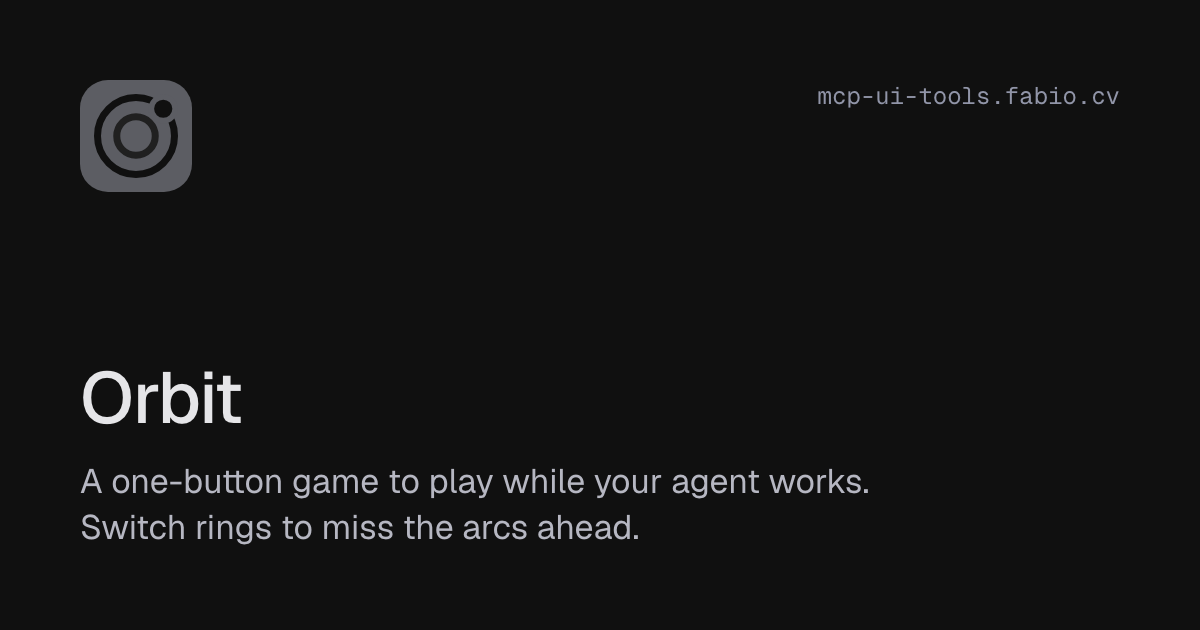 mcp-ui-tools.fabio.cv
Orbit
A one-button game to play while your agent works.
Switch rings to miss the arcs ahead.